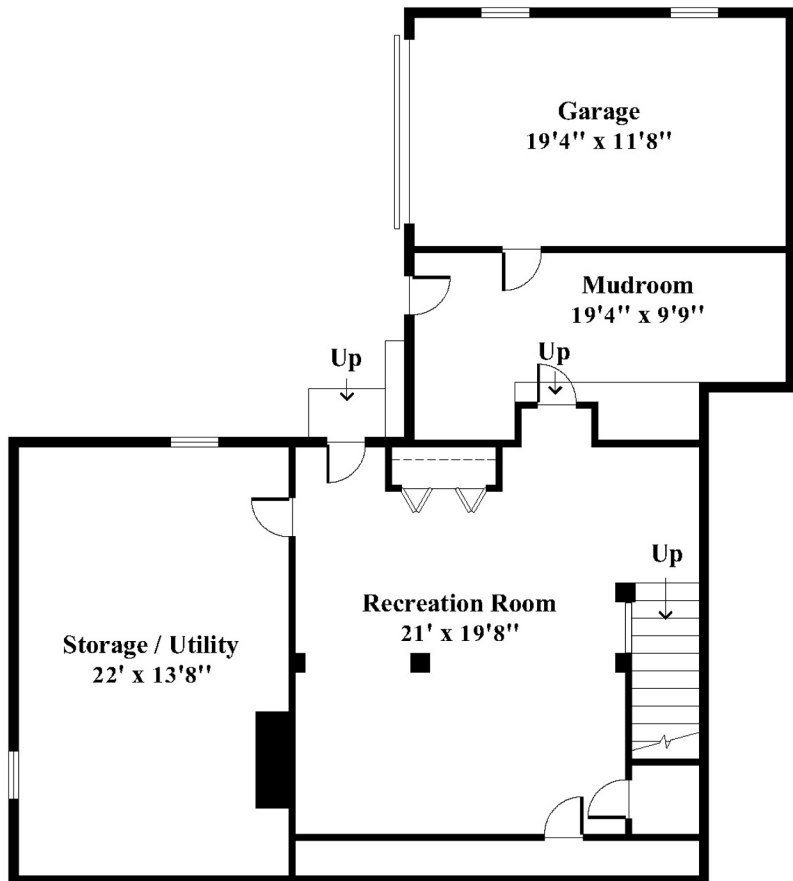 Garage
19'4" x 11'8"
Mudroom
19'4" x 9'9"
Up
Up
Up
Recreation Room
21' x 19'8"
Storage / Utility
22' x 13'8"